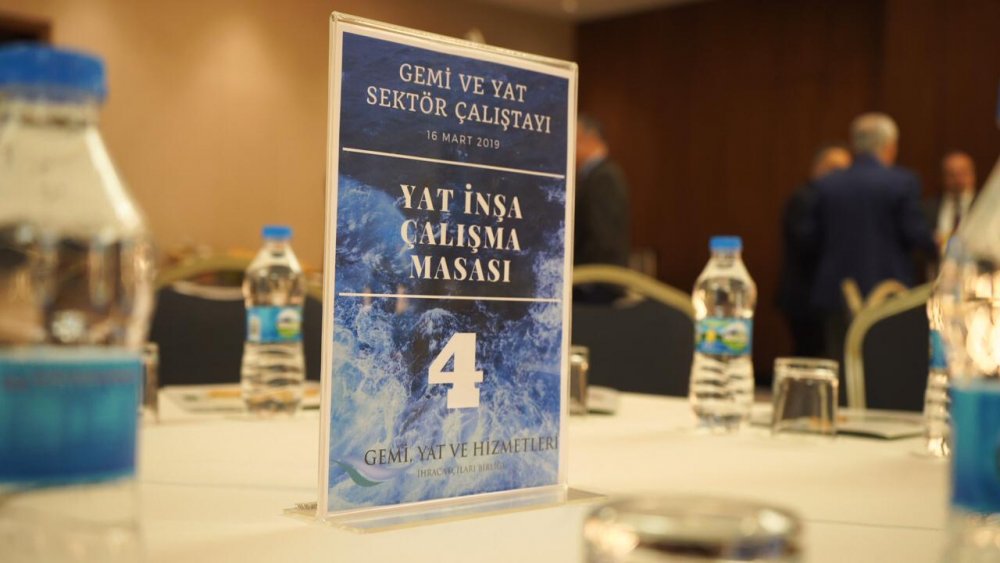 GEMİ VE YAT
SEKTÖR ÇALIŞTAYI
16 MART 2019
YAT İNŞA
ÇALIŞMA
MASASI
4
GEMİ, YAT VE HİZMETLERİ
İHRACATÇILARI BİRLİĞİ